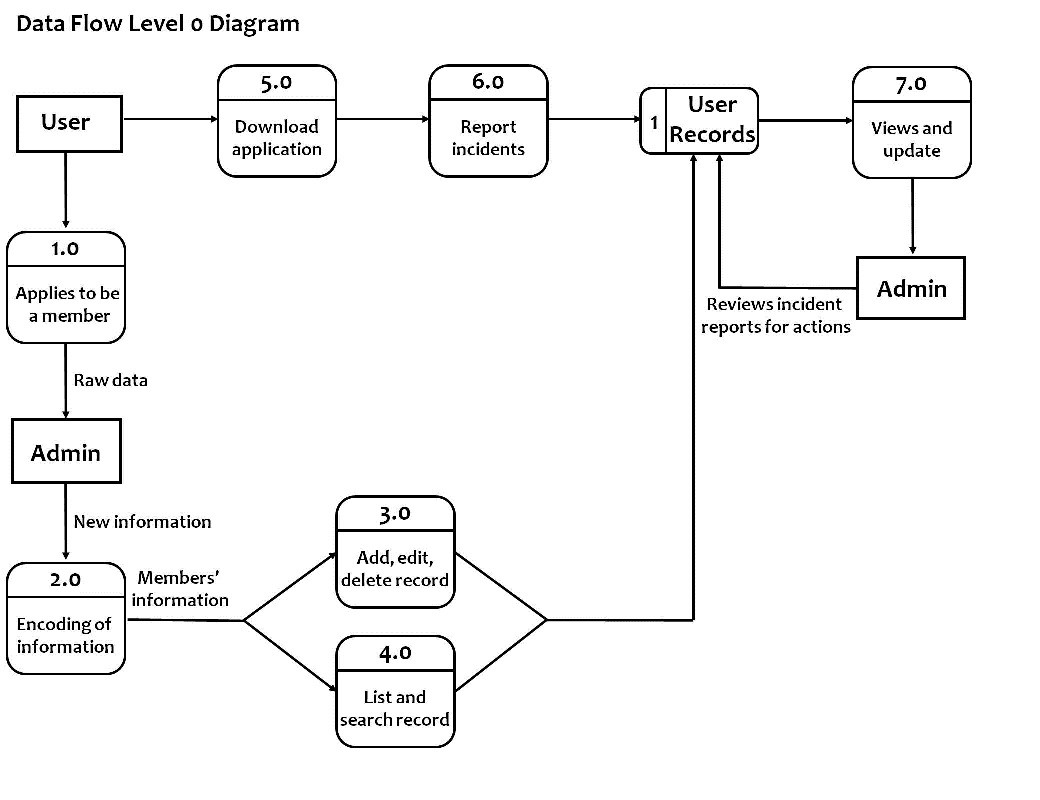 Data Flow Level 0 Diagram
User
5.0
Download
application
6.0
Report
incidents
1
User
Records
7.0
Views and
update
1.0
Applies to be
a member
Admin
Reviews incident
reports for actions
Raw data
Admin
New information
2.0
Encoding of
information
Members'
information
3.0
Add, edit,
delete record
4.0
List and
search record